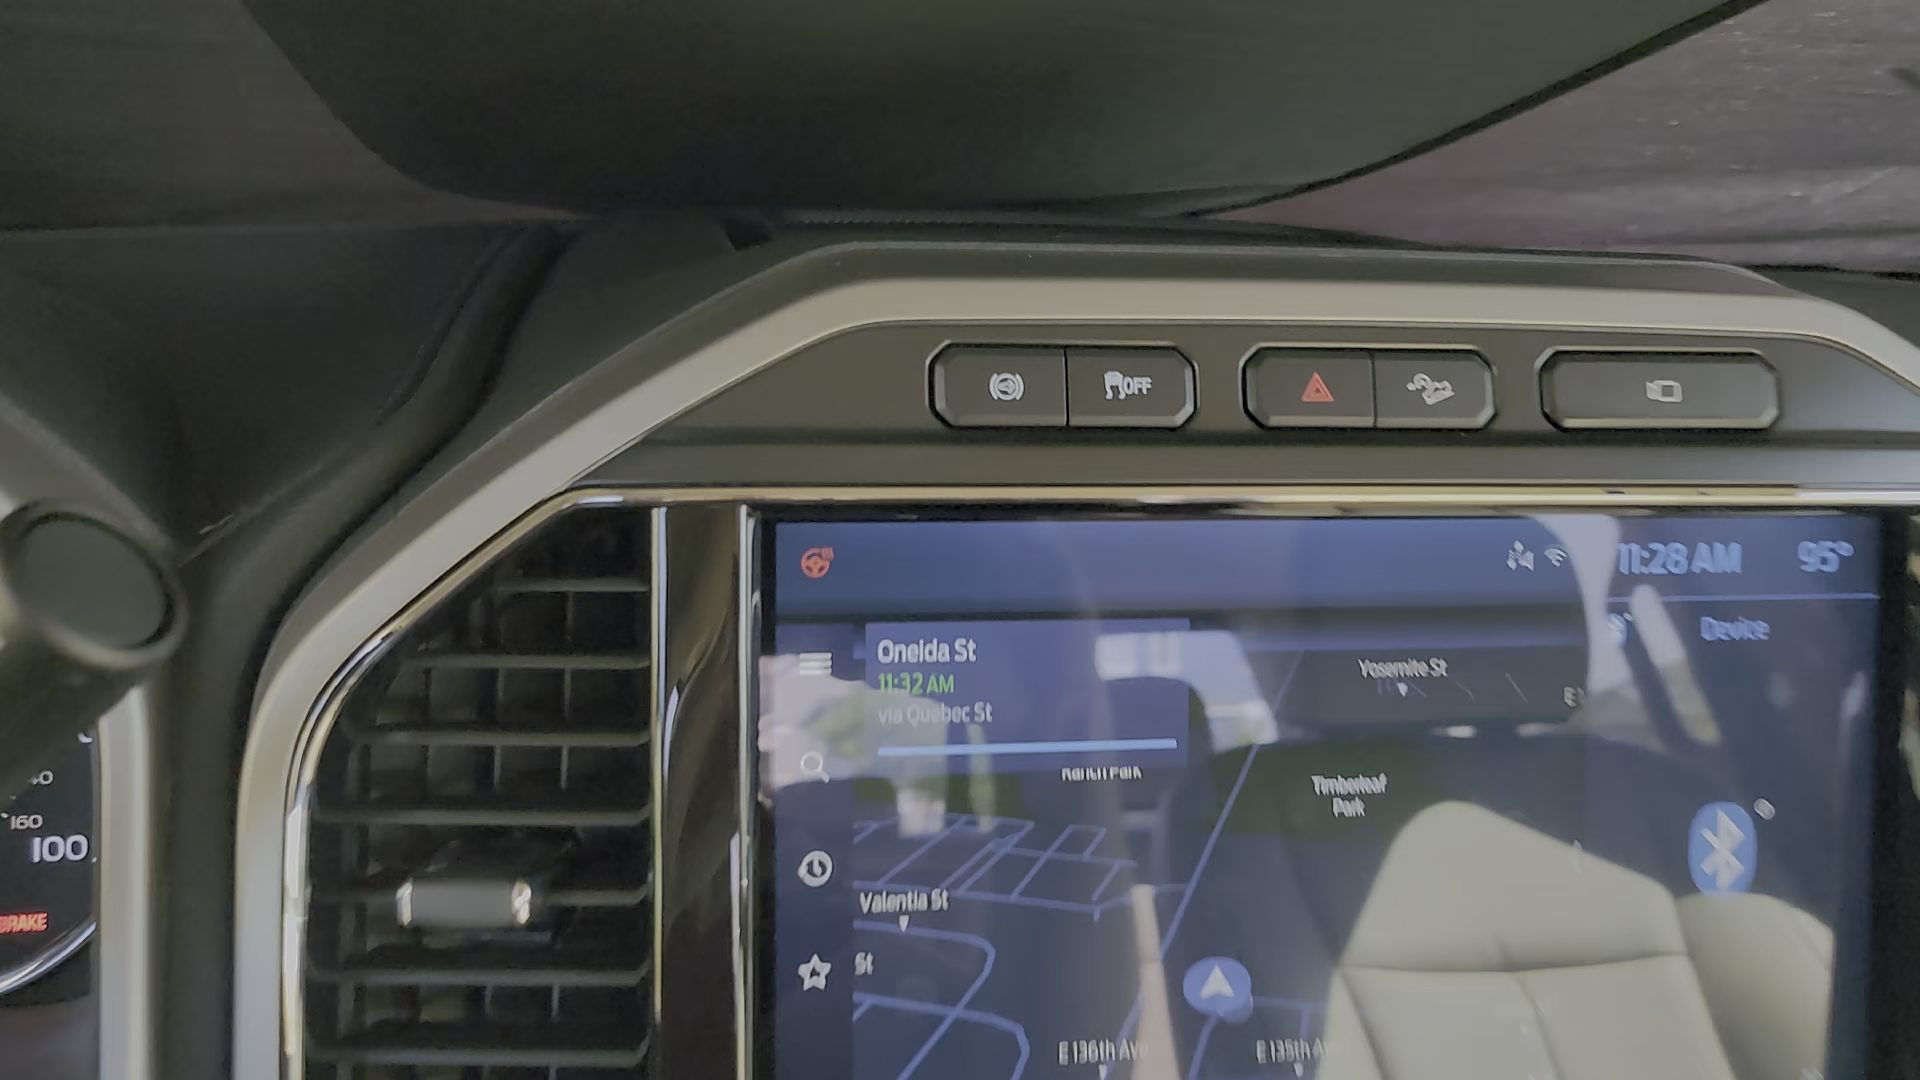 OFF
11:28 AM 95°
Oneida St
11:32 AM
via Quebec St
Device
Yosemite St
Timberleaf
Park
Valentia St
St
E 136th Ave
E 135th A
160
100
BRAKE